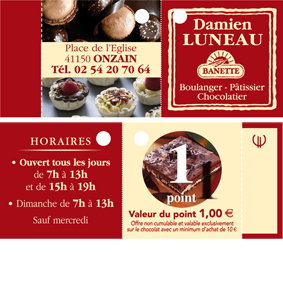 Place de l'Eglise
41150 ONZAIN
Tél. 02 54 20 70 64
Damien
LUNEAU
BANETTE
Boulanger - Pâtissier
Chocolatier
HORAIRES
• Ouvert tous les jours
de 7h à 13h
et de 15h à 19h
• Dimanche de 7h à 13h
Sauf mercredi
1
point
Valeur du point 1,00 €
Offre non cumulable et valable exclusivement
sur le chocolat avec un minimum d'achat de 10 €